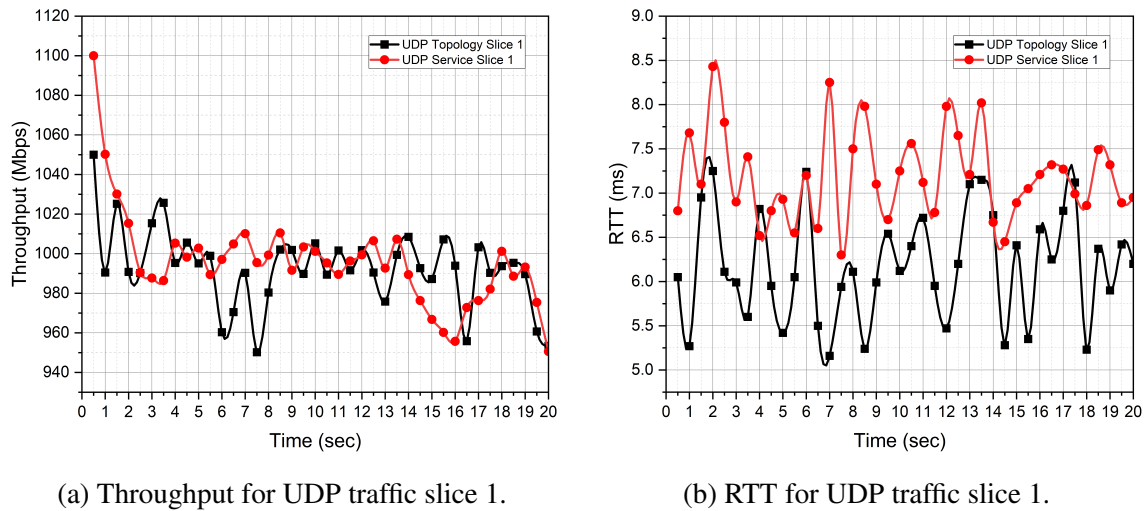 1120
1100
1080
1060
1040
1020
1000
980
960
940
Throughput (Mbps)
UDP Topology Slice 1
UDP Service Slice 1
0 1 2 3 4 5 6 7 8 9 10 11 12 13 14 15 16 17 18 19 20
Time (sec)
(a) Throughput for UDP traffic slice 1.
9.0
8.5
8.0
7.5
7.0
6.5
6.0
5.5
5.0
RTT (ms)
UDP Topology Slice 1
UDP Service Slice 1
0 1 2 3 4 5 6 7 8 9 10 11 12 13 14 15 16 17 18 19 20
Time (sec)
(b) RTT for UDP traffic slice 1.